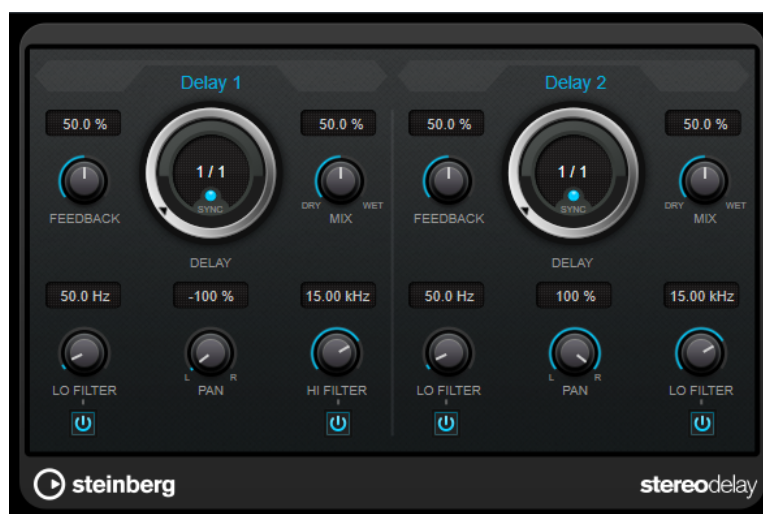 Delay 1 Delay 2
50.0 % 50.0 % 50.0 % 50.0 %
1 / 1 1 / 1
DRY WET DRY WET
SYNC SYNC
FEEDBACK MIX FEEDBACK MIX
DELAY DELAY
50.0 Hz -100 % 15.00 kHz 50.0 Hz 100 % 15.00 kHz
L R L R
LO FILTER PAN HI FILTER LO FILTER PAN LO FILTER
steinberg stereodelay